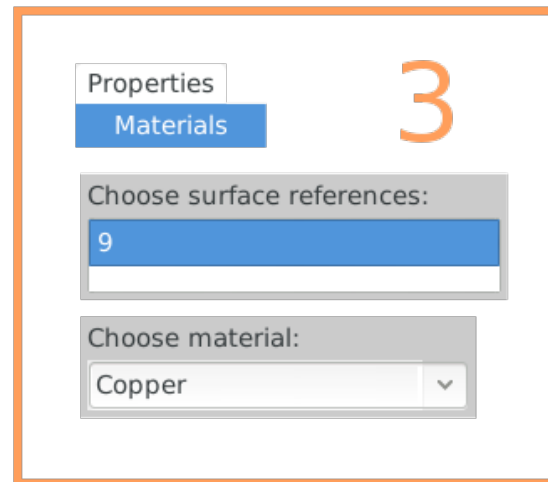 Properties
Materials
3
Choose surface references:
9
Choose material:
Copper